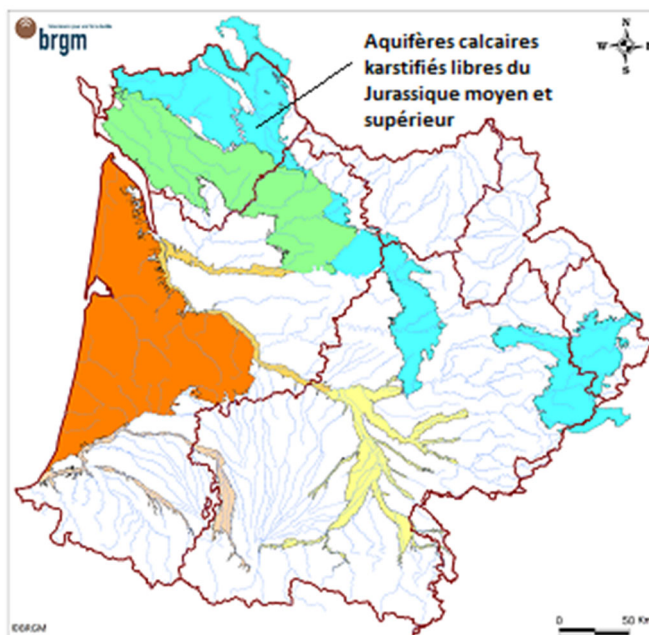 brgm
N
W
S
Aquifères calcaires
karstifiés libres du
Jurassique moyen et
supérieur
©BRGM
0 50 Km